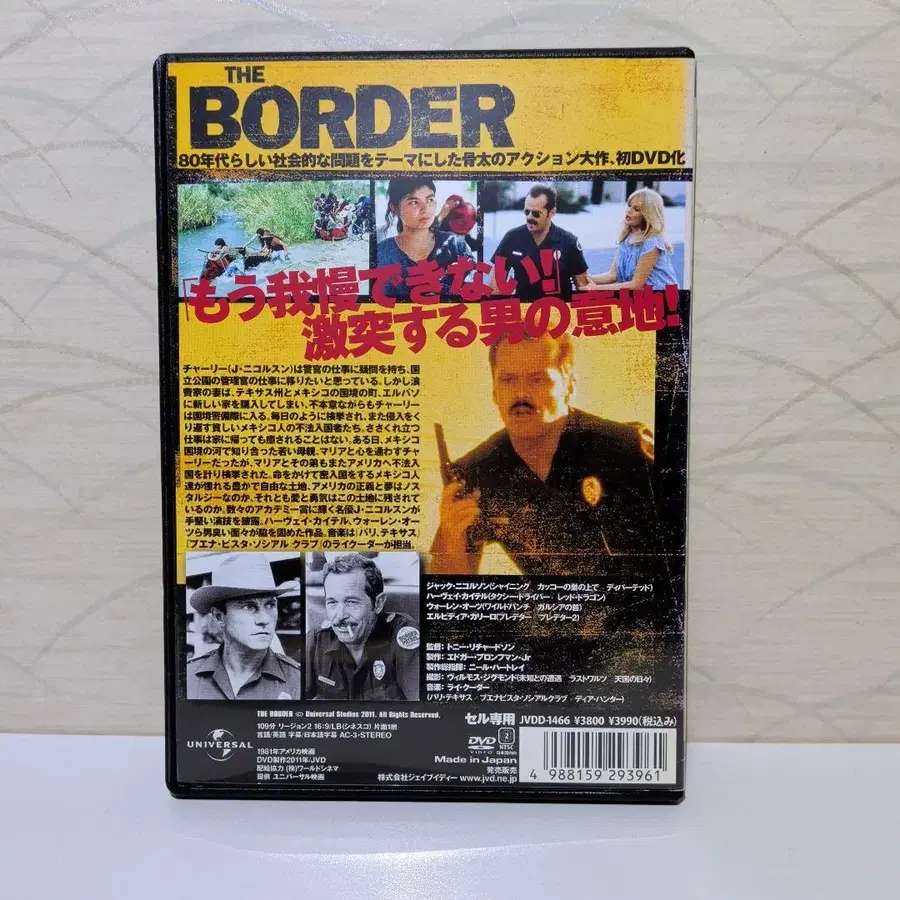 THE
BORDER
80年代らしい社会的な問題をテーマにした骨太のアクション大作、初DVD化
「もう我慢できない!」
激突する男の意地!
チャーリー(J・ニコルスン)は警官の仕事に疑問を持ち、国
立公園の管理官の仕事に移りたいと思っている。しかし浪
費家の妻は、テキサス州とメキシコの国境の町、エルパソ
に新しい家を購入してしまい、不本意ながらもチャーリー
は国境警備隊に入る。毎日のように検挙され、また侵入をく
り返す貧しいメキシコ人の不法入国者たち。ささくれ立つ
仕事は家に帰っても癒されることはない。ある日、メキシコ
国境の河で知り合った若い母親、マリアと心を通わすチャ
ーリーだったが、マリアとその弟もまたアメリカへ不法入
国を計り検挙された。命をかけて密入国をするメキシコ人
達が憧れる豊かで自由な土地。アメリカの正義と夢はノス
タルジーなのか、それとも愛と勇気はこの土地に残されて
いるのか。数々のアカデミー賞に輝く名優J・ニコルスンが
手堅い演技を披露。ハーヴェイ・カイテル、ウォーレン・オー
ツら男臭い面々が脇を固めた作品。音楽は「パリ、テキサス」
「ブエナ・ビスタ・ソシアル クラブ」のライクーダーが担当。
BORDER
PATROL
ジャック・ニコルソン(シャイニング カッコーの巣の上で ディパーテッド)
ハーヴェイ・カイテル(タクシー・ドライバー レッド・ドラゴン)
ウォーレン・オーツ(ワイルドバンチ ガルシアの首)
エルピディア・カリーロ(プレデター プレデター2)
監督:トニー・リチャードソン
製作:エドガー・ブロンフマン・Jr
製作総指揮:ニール・ハートレイ
撮影:ヴィルモス・ジグモンド(未知との遭遇 ラストワルツ 天国の日々)
音楽:ライ・クーダー
(パリ・テキサス ブエナビスタ・ソシアルクラブ ディア・ハンター)
THE BORDER © Universal Studios 2011. All Rights Reserved.
109分 リージョン2 16:9/LB(シネスコ) 片面1層
言語/英語 字幕/日本語字幕 AC-3・STEREO
UNIVERSAL
1981年アメリカ映画
DVD製作2011年/JVD
配給協力 (株)ワールドシネマ
提供 ユニバーサル映画
セル専用 JVDD-1466 ¥3800 ¥3990(税込み)
DVD
VIDEO
2
NTSC
Made in Japan
発売販売
株式会社ジェイブイディー www.jvd.ne.jp
4 988159 293961